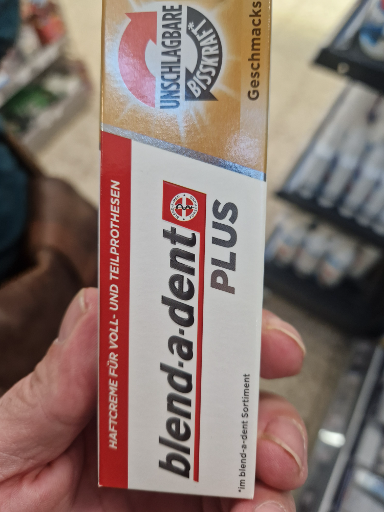 UNSCHLAGBARE
BISSKRAFT*
Geschmacks
HAFTCREME FÜR VOLL- UND TEILPROTHESEN
blend-a-dent
PLUS
*im blend-a-dent Sortiment